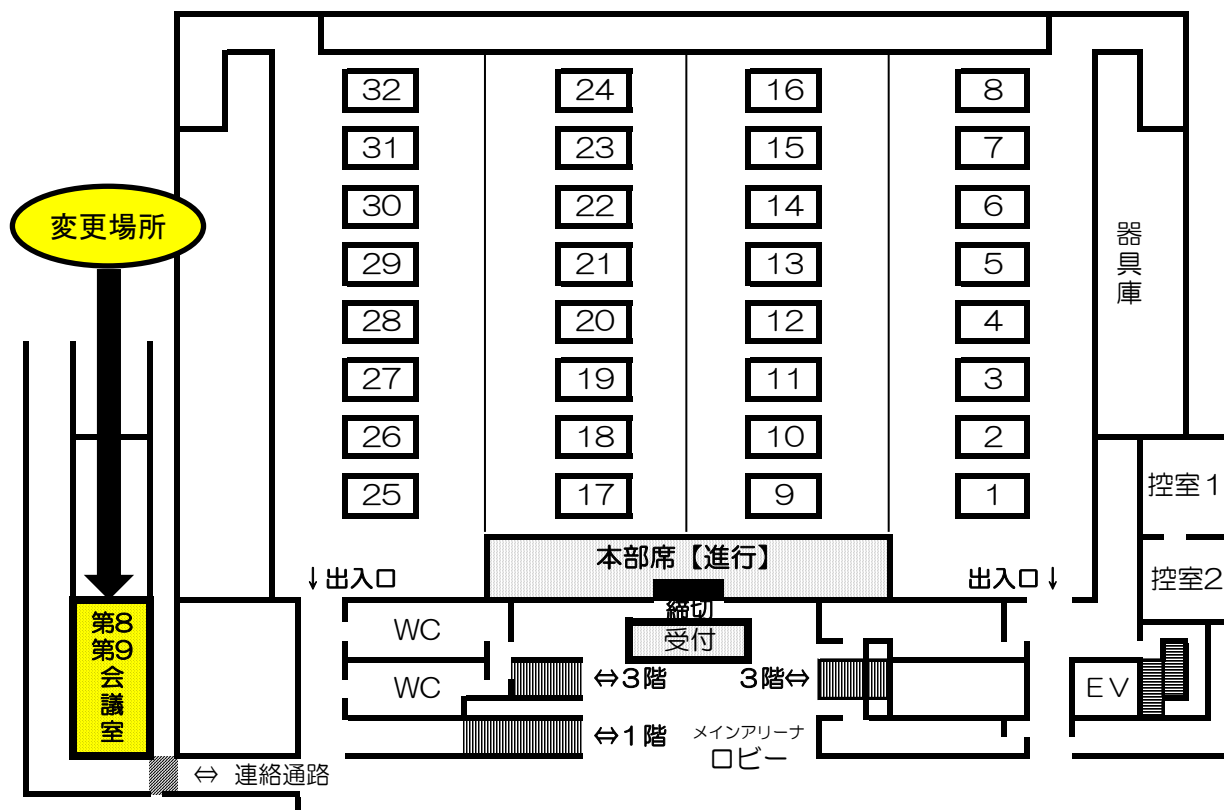 32 24 16 8
31 23 15 7
変更場所
30 22 14 6
器具庫
29 21 13 5
28 20 12 4
27 19 11 3
26 18 10 2
控室1
25 17 9 1
本部席【進行】
控室2
↓出入口
出入口↓
締切
受付
WC
第8
第9
会
議
室
WC
⇔3階
3階⇔
EV
⇔1階
メインアリーナ
ロビー
⇔ 連絡通路